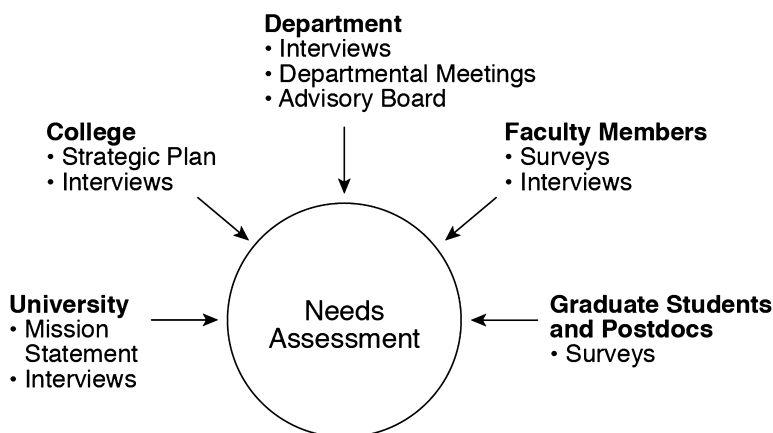 Department
• Interviews
• Departmental Meetings
• Advisory Board
College
• Strategic Plan
• Interviews
Faculty Members
• Surveys
• Interviews
University
• Mission
Statement
• Interviews
Needs
Assessment
Graduate Students
and Postdocs
• Surveys